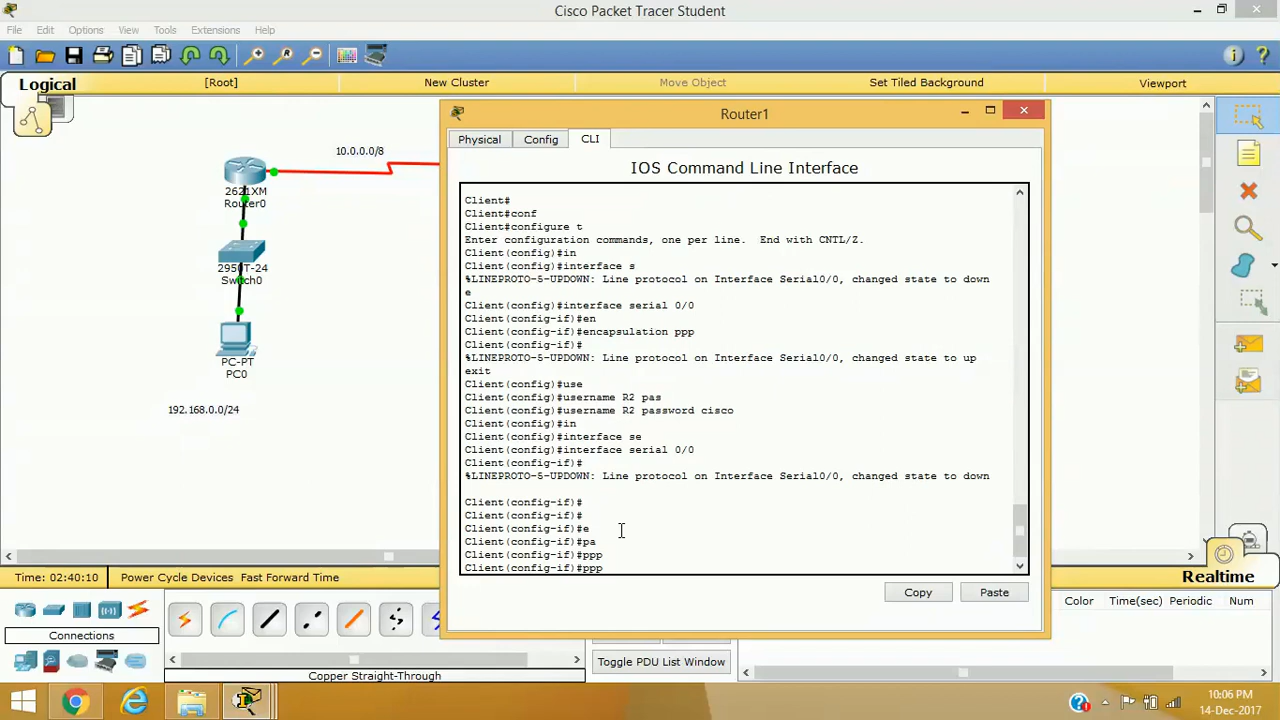 Cisco Packet Tracer Student
File Edit Options View Tools Extensions Help
Logical
[Root]
New Cluster
Move Object
Set Tiled Background
Viewport
10.0.0.0/8
2621XM
Router0
2950T-24
Switch0
PC-PT
PC0
192.168.0.0/24
Router1
Physical Config CLI
IOS Command Line Interface
Client#
Client#conf
Client#configure t
Enter configuration commands, one per line.  End with CNTL/Z.
Client(config)#in
Client(config)#interface s
%LINEPROTO-5-UPDOWN: Line protocol on Interface Serial0/0, changed state to down
e
Client(config)#interface serial 0/0
Client(config-if)#en
Client(config-if)#encapsulation ppp
Client(config-if)#
%LINEPROTO-5-UPDOWN: Line protocol on Interface Serial0/0, changed state to up
exit
Client(config)#use
Client(config)#username R2 pas
Client(config)#username R2 password cisco
Client(config)#in
Client(config)#interface se
Client(config)#interface serial 0/0
Client(config-if)#
%LINEPROTO-5-UPDOWN: Line protocol on Interface Serial0/0, changed state to down
Client(config-if)#
Client(config-if)#
Client(config-if)#e
Client(config-if)#pa
Client(config-if)#ppp
Client(config-if)#ppp
Copy
Paste
Time: 02:40:10
Power Cycle Devices Fast Forward Time
Realtime
Connections
Copper Straight-Through
Toggle PDU List Window
Color Time(sec) Periodic Num
10:06 PM
14-Dec-2017